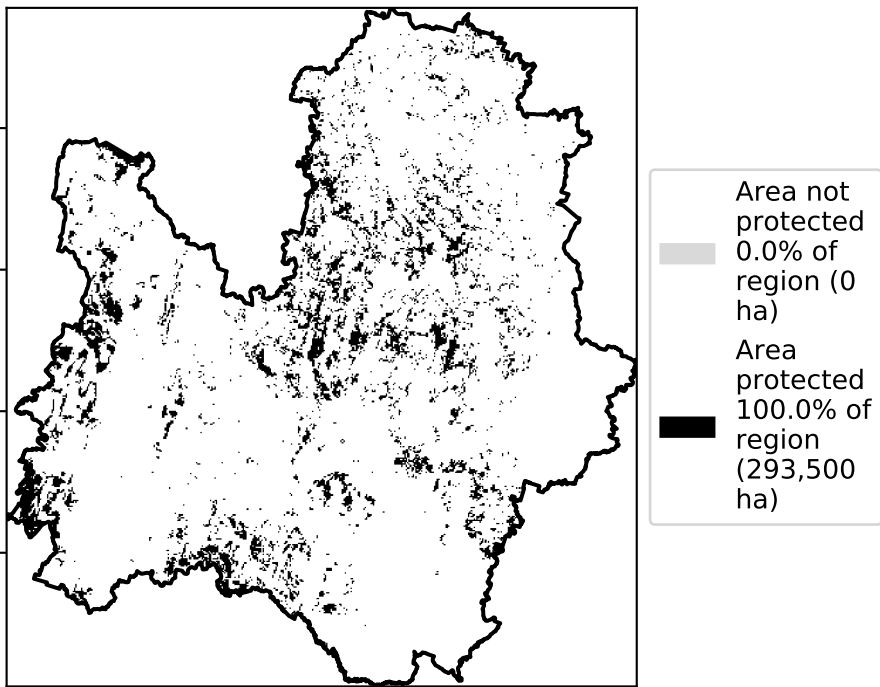 Area not
protected
0.0% of
region (0
ha)
Area
protected
100.0% of
region
(293,500
ha)